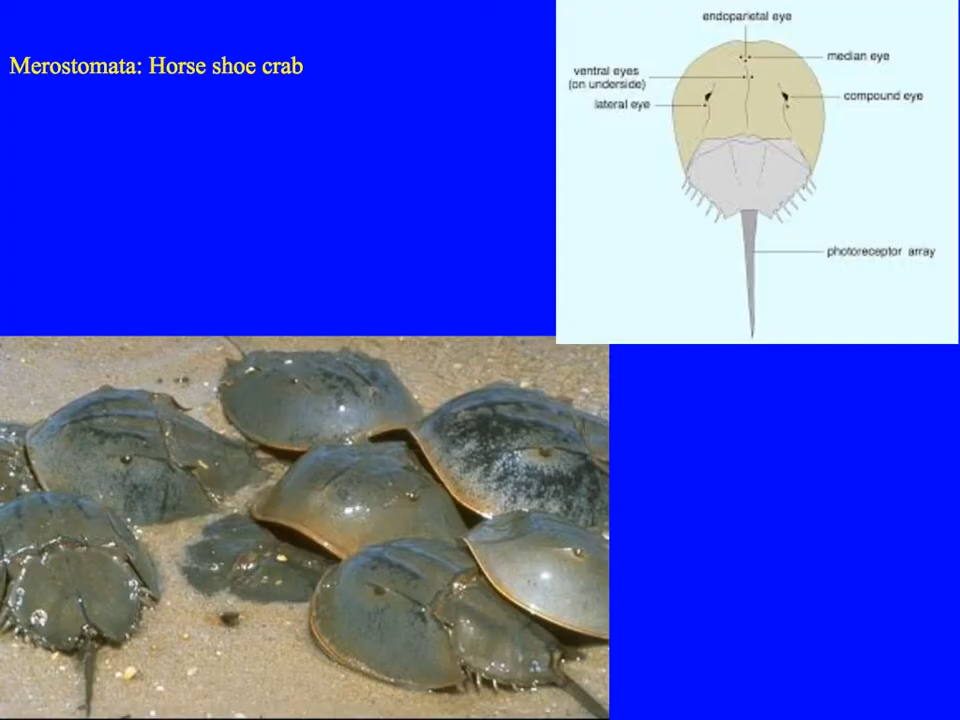 Merostomata: Horse shoe crab
endoparietal eye
median eye
ventral eyes
(on underside)
compound eye
lateral eye
photoreceptor array